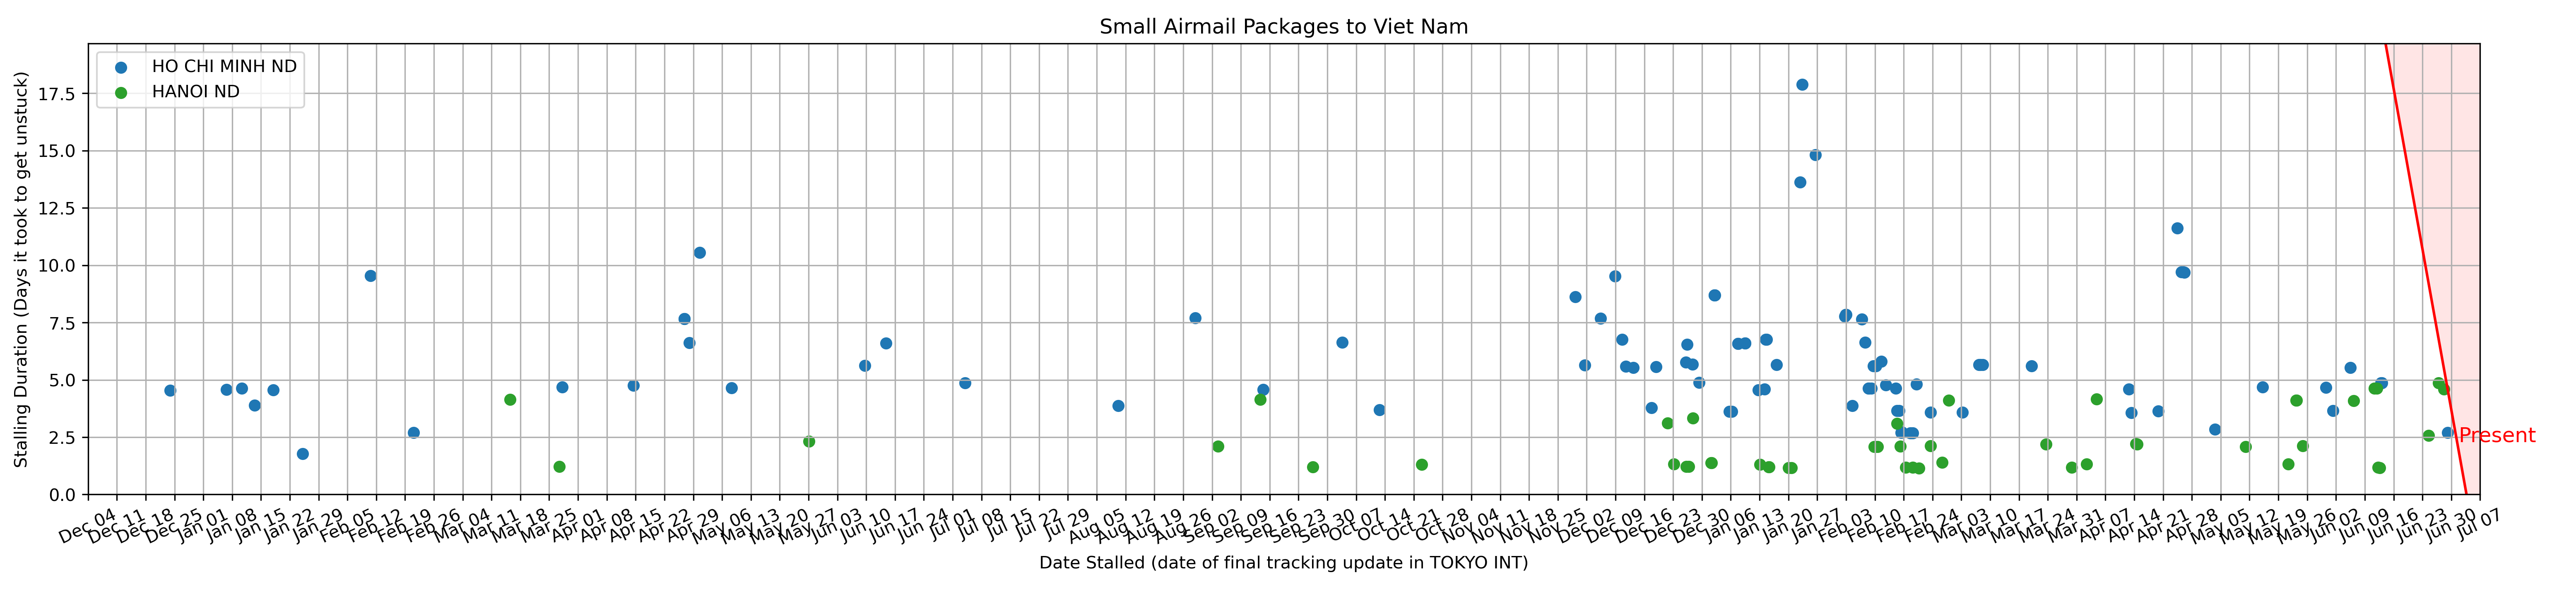 Small Airmail Packages to Viet Nam
HO CHI MINH ND
HANOI ND
Stalling Duration (Days it took to get unstuck)
17.5
15.0
12.5
10.0
7.5
5.0
2.5
0.0
Present
Dec 04
Dec 11
Dec 18
Dec 25
Jan 01
Jan 08
Jan 15
Jan 22
Jan 29
Feb 05
Feb 12
Feb 19
Feb 26
Mar 04
Mar 11
Mar 18
Mar 25
Apr 01
Apr 08
Apr 15
Apr 22
Apr 29
May 06
May 13
May 20
May 27
Jun 03
Jun 10
Jun 17
Jun 24
Jul 01
Jul 08
Jul 15
Jul 22
Jul 29
Aug 05
Aug 12
Aug 19
Aug 26
Sep 02
Sep 09
Sep 16
Sep 23
Sep 30
Oct 07
Oct 14
Oct 21
Oct 28
Nov 04
Nov 11
Nov 18
Nov 25
Dec 02
Dec 09
Dec 16
Dec 23
Dec 30
Jan 06
Jan 13
Jan 20
Jan 27
Feb 03
Feb 10
Feb 17
Feb 24
Mar 03
Mar 10
Mar 17
Mar 24
Mar 31
Apr 07
Apr 14
Apr 21
Apr 28
May 05
May 12
May 19
May 26
Jun 02
Jun 09
Jun 16
Jun 23
Jun 30
Jul 07
Date Stalled (date of final tracking update in TOKYO INT)